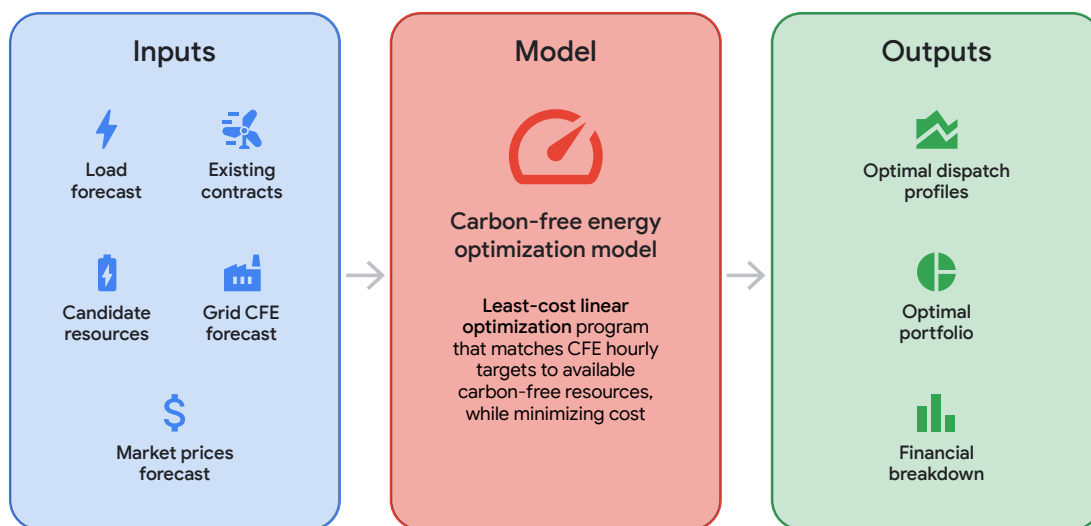 Inputs
Load
forecast
Existing
contracts
Candidate
resources
Grid CFE
forecast
Market prices
forecast
Model
Carbon-free energy
optimization model
Least-cost linear
optimization program
that matches CFE hourly
targets to available
carbon-free resources,
while minimizing cost
Outputs
Optimal dispatch
profiles
Optimal
portfolio
Financial
breakdown